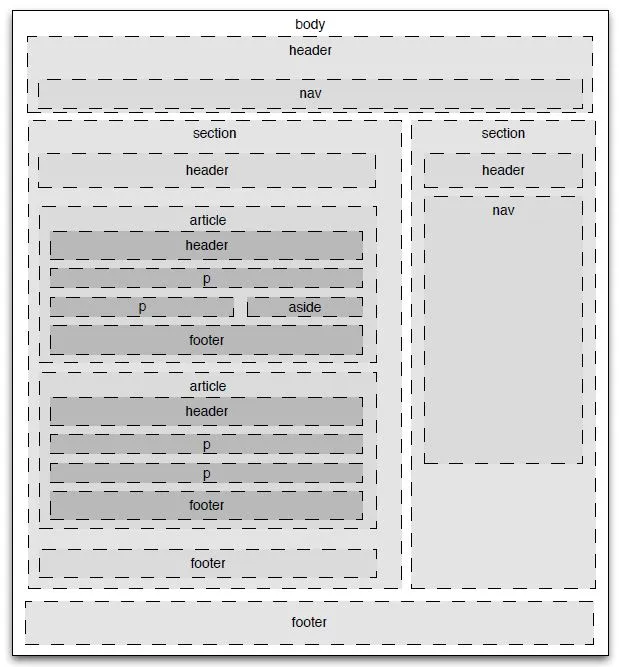 body
header
nav
section
header
article
header
p
p
aside
footer
article
header
p
p
footer
footer
section
header
nav
footer